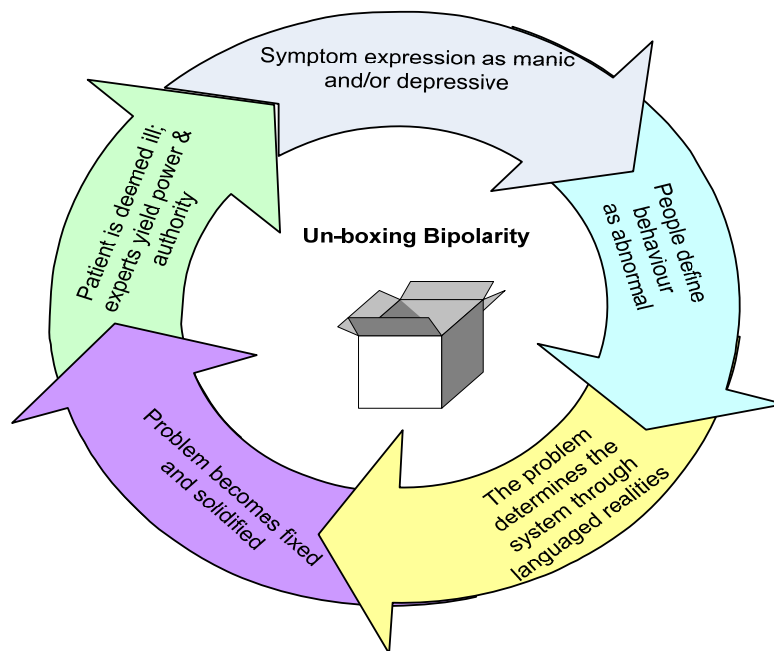 Symptom expression as manic
and/or depressive
People define
behaviour
as abnormal
The problem
determines the
system through
languaged realities
Problem becomes fixed
and solidified
Patient is deemed ill;
experts yield power &
authority
Un-boxing Bipolarity